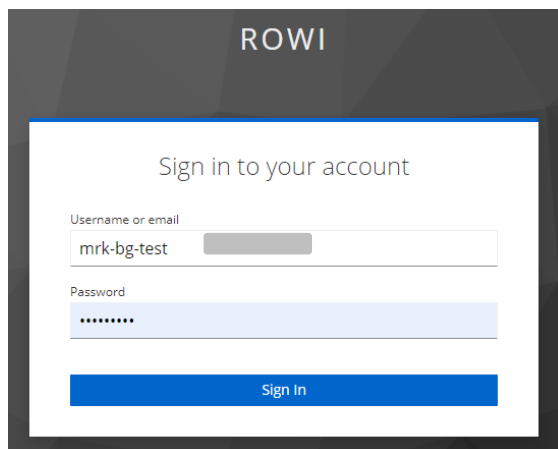 ROWI
Sign in to your account
Username or email
mrk-bg-test
Password
•••••••••
Sign In